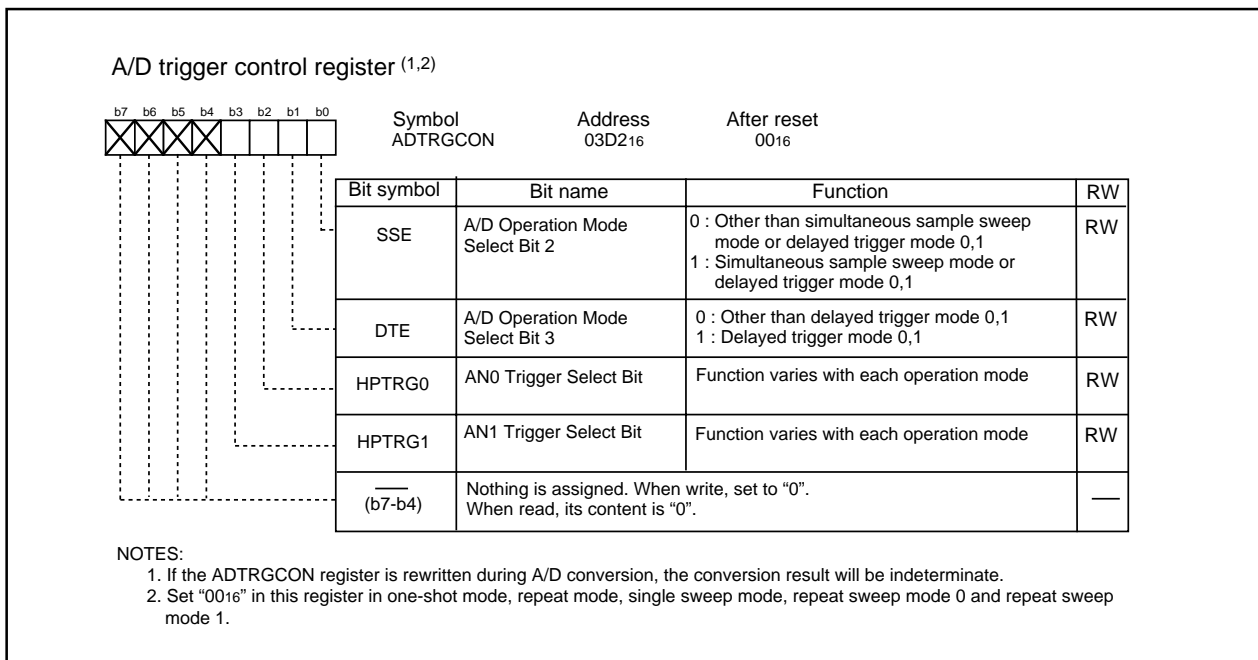 A/D trigger control register (1,2)
b7 b6 b5 b4 b3 b2 b1 b0
Symbol Address After reset
ADTRGCON 03D216 0016
Bit symbol Bit name Function RW
SSE A/D Operation Mode Select Bit 2 0 : Other than simultaneous sample sweep RW
mode or delayed trigger mode 0,1
1 : Simultaneous sample sweep mode or
delayed trigger mode 0,1
DTE A/D Operation Mode Select Bit 3 0 : Other than delayed trigger mode 0,1 RW
1 : Delayed trigger mode 0,1
HPTRG0 AN0 Trigger Select Bit Function varies with each operation mode RW
HPTRG1 AN1 Trigger Select Bit Function varies with each operation mode RW
(b7-b4) Nothing is assigned. When write, set to “0”. —
When read, its content is “0”.
NOTES:
1. If the ADTRGCON register is rewritten during A/D conversion, the conversion result will be indeterminate.
2. Set “0016” in this register in one-shot mode, repeat mode, single sweep mode, repeat sweep mode 0 and repeat sweep
mode 1.